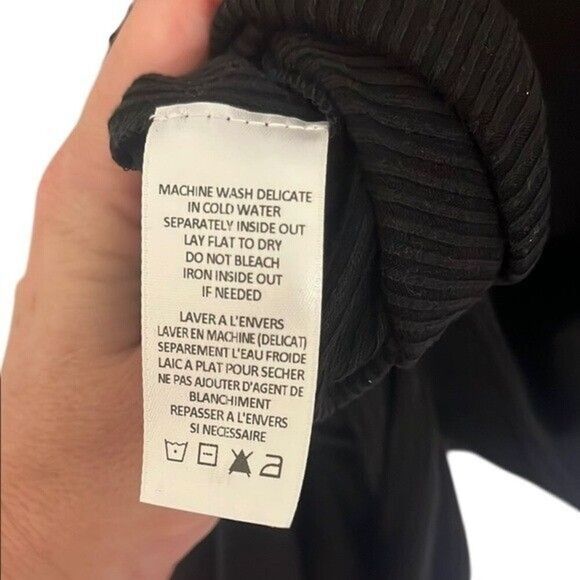 MACHINE WASH DELICATE
IN COLD WATER
SEPARATELY INSIDE OUT
LAY FLAT TO DRY
DO NOT BLEACH
IRON INSIDE OUT
IF NEEDED
LAVER A L'ENVERS
LAVER EN MACHINE (DELICAT)
SEPAREMENT L'EAU FROIDE
LAIC A PLAT POUR SECHER
NE PAS AJOUTER D'AGENT DE
BLANCHIMENT
REPASSER A L'ENVERS
SI NECESSAIRE